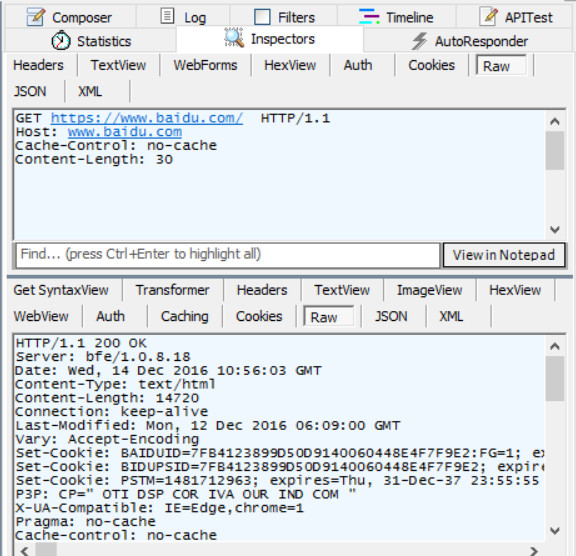 Composer Log Filters Timeline APITest
Statistics Inspectors AutoResponder
Headers TextView WebForms HexView Auth Cookies Raw
JSON XML
GET https://www.baidu.com/ HTTP/1.1
Host: www.baidu.com
Cache-Control: no-cache
Content-Length: 30
Find... (press Ctrl+Enter to highlight all) View in Notepad
Get SyntaxView Transformer Headers TextView ImageView HexView
WebView Auth Caching Cookies Raw JSON XML
HTTP/1.1 200 OK
Server: bfe/1.0.8.18
Date: Wed, 14 Dec 2016 10:56:03 GMT
Content-Type: text/html
Content-Length: 14720
Connection: keep-alive
Last-Modified: Mon, 12 Dec 2016 06:09:00 GMT
Vary: Accept-Encoding
Set-Cookie: BAIDUID=7FB4123899D50D9140060448E4F7F9E2:FG=1; ex
Set-Cookie: BIDUPSID=7FB4123899D50D9140060448E4F7F9E2; expire
Set-Cookie: PSTM=1481712963; expires=Thu, 31-Dec-37 23:55:55
P3P: CP=" OTI DSP COR IVA OUR IND COM "
X-UA-Compatible: IE=Edge,chrome=1
Pragma: no-cache
Cache-control: no-cache